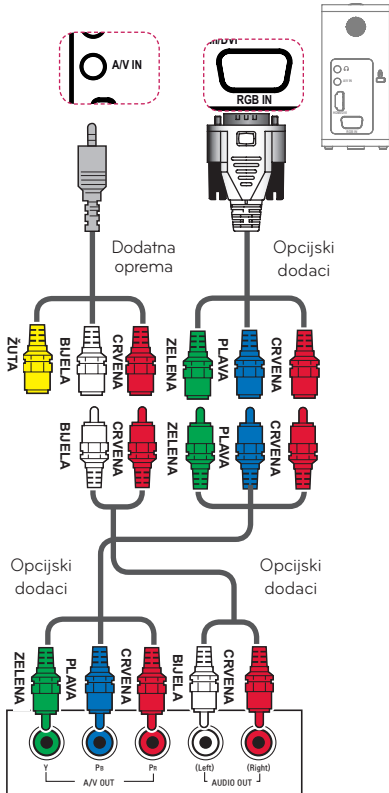 A/V IN
RGB IN
Dodatna
oprema
Opcijski
dodaci
ŽUTA
BIJELA
CRVENA
ZELENA
PLAVA
CRVENA
BIJELA
CRVENA
ZELENA
PLAVA
CRVENA
Opcijski
dodaci
Opcijski
dodaci
ZELENA
PLAVA
CRVENA
BIJELA
CRVENA
Y
PB
PR
(Left)
(Right)
A/V OUT
AUDIO OUT